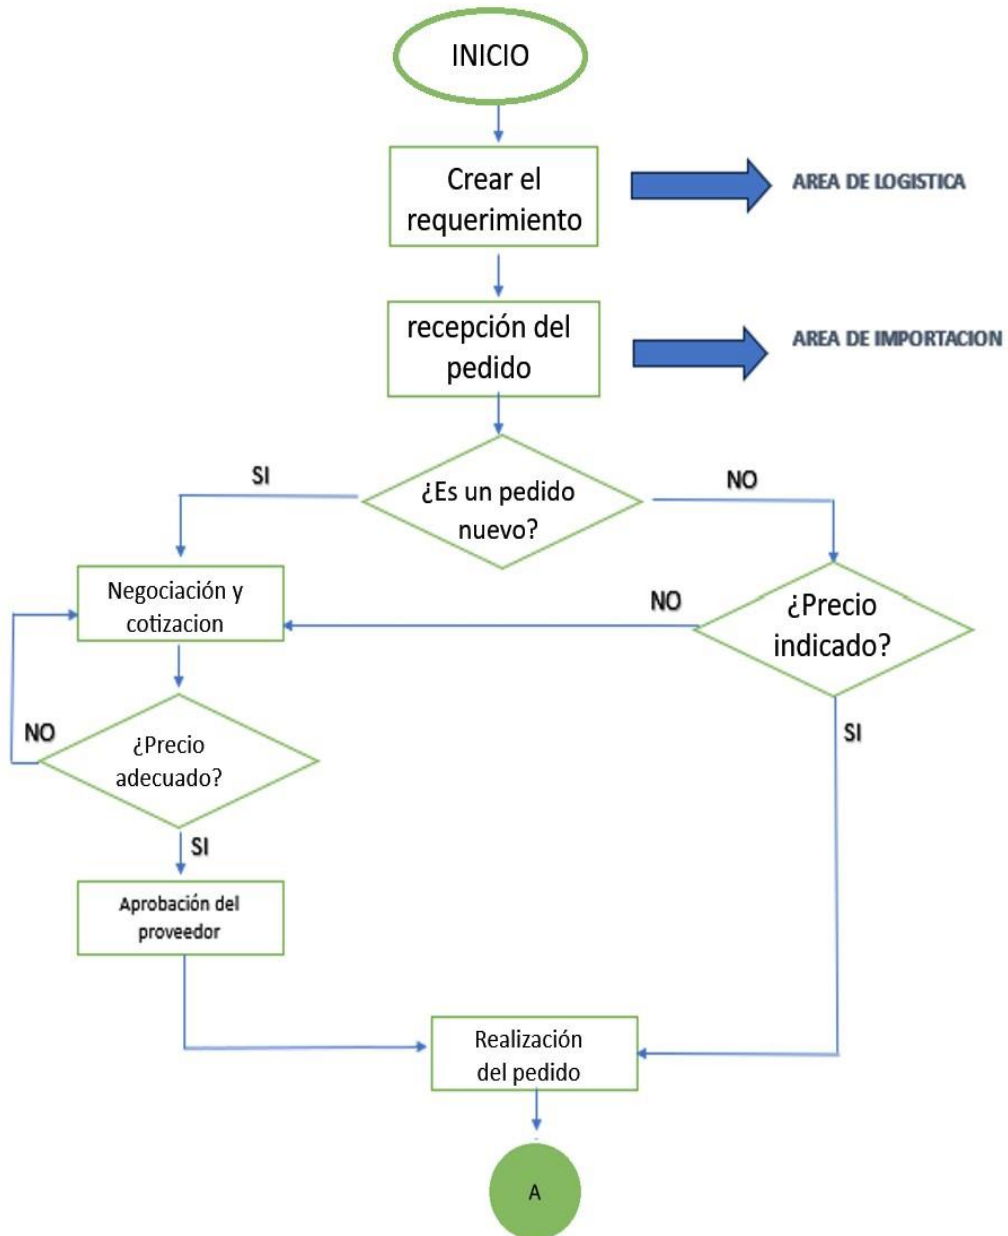 INICIO
Crear el
requerimiento
AREA DE LOGISTICA
recepción del
pedido
AREA DE IMPORTACION
¿Es un pedido
nuevo?
SI
NO
Negociación y
cotizacion
NO
¿Precio
indicado?
NO
¿Precio
adecuado?
SI
SI
Aprobación del
proveedor
Realización
del pedido
A